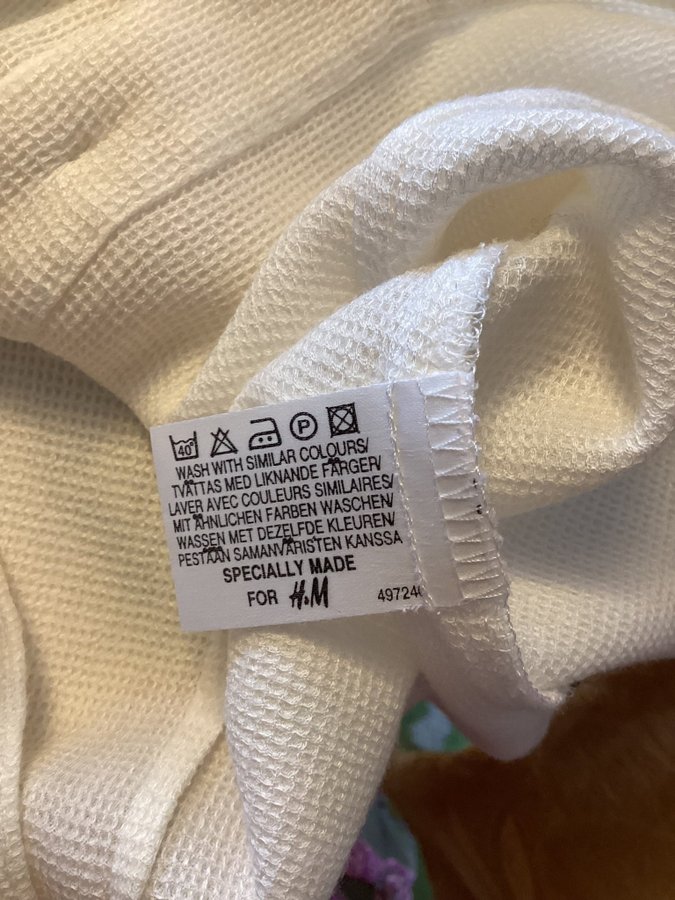 40° P
WASH WITH SIMILAR COLOURS/
TVÄTTAS MED LIKNANDE FÄRGER/
LAVER AVEC COULEURS SIMILAIRES/
MIT ÄHNLICHEN FARBEN WASCHEN/
WASSEN MET DEZELFDE KLEUREN/
PESTÄÄN SAMANVÄRISTEN KANSSA
SPECIALLY MADE
FOR H&M 49724